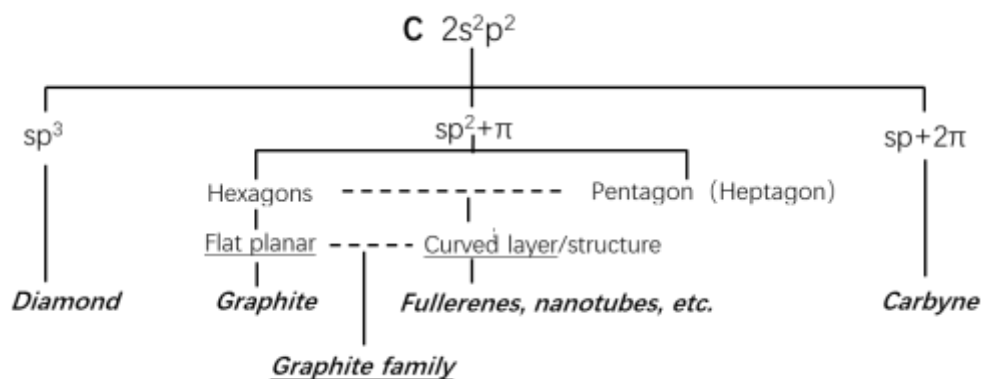 C 2s²p²
sp³ sp²+π sp+2π
Hexagons Pentagon (Heptagon)
Flat planar Curved layer/structure
Diamond Graphite Fullerenes, nanotubes, etc. Carbyne
Graphite family